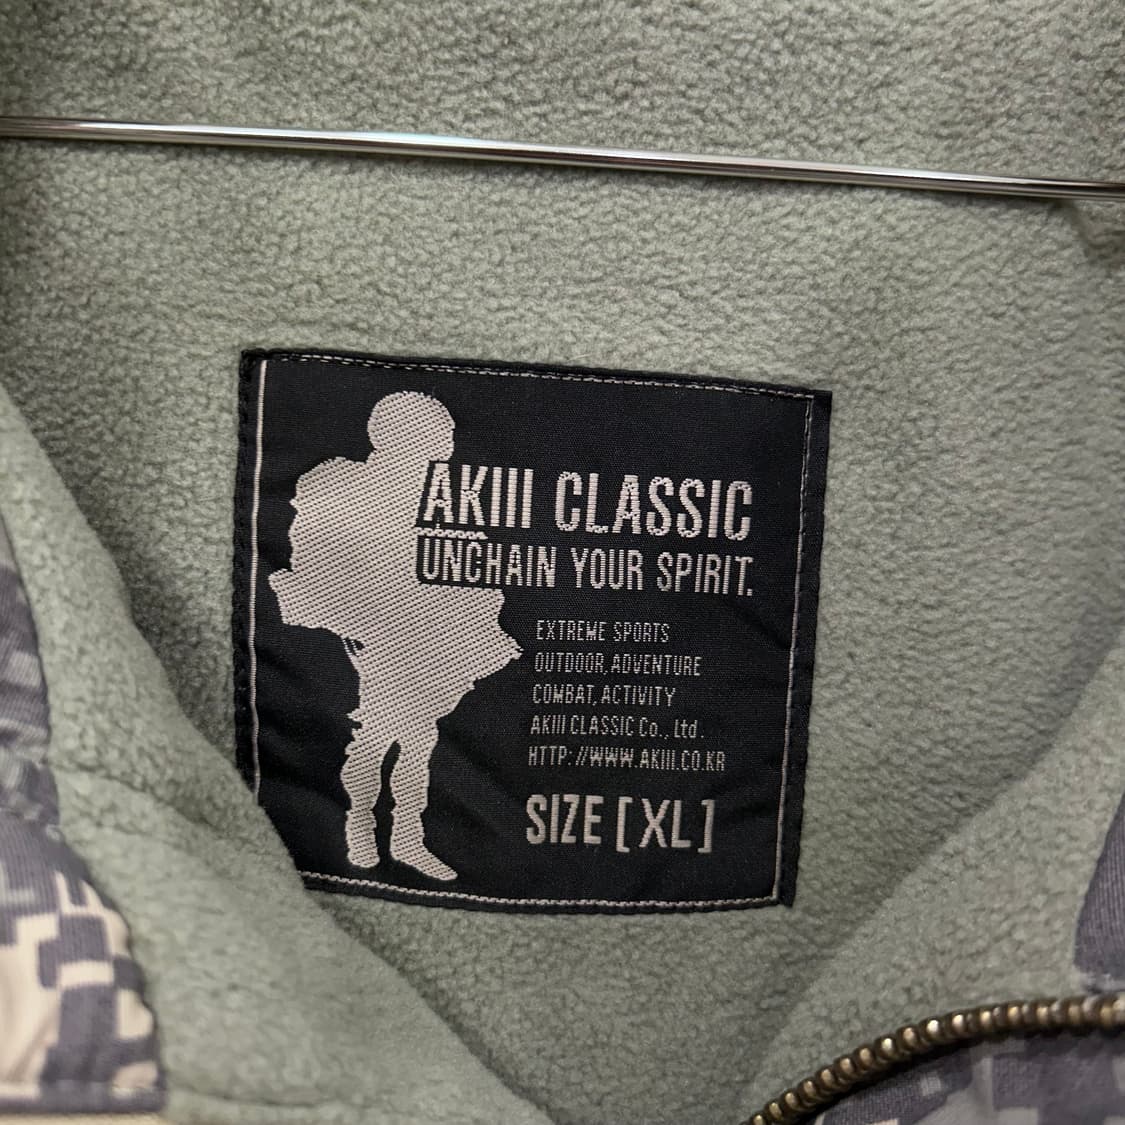 AKIII CLASSIC
UNCHAIN YOUR SPIRIT.
EXTREME SPORTS
OUTDOOR, ADVENTURE
COMBAT, ACTIVITY
AKIII CLASSIC Co., Ltd.
HTTP://WWW.AKIII.CO.KR
SIZE [XL]